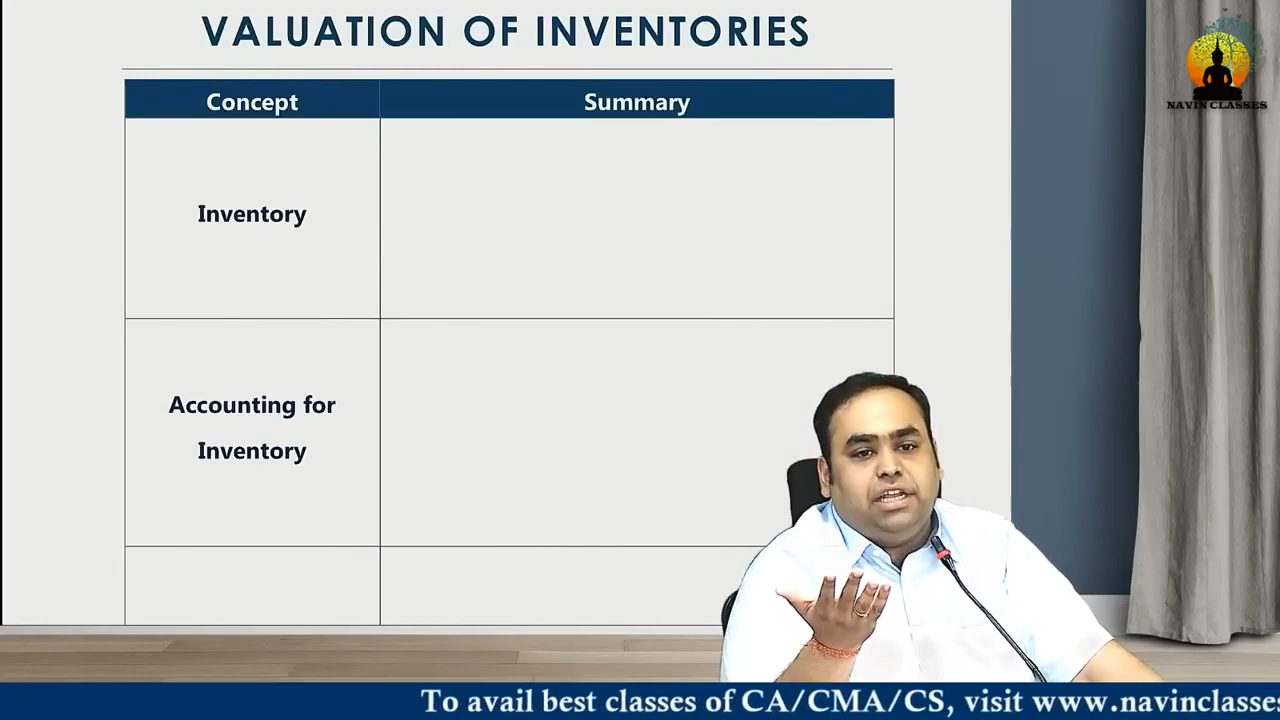 VALUATION OF INVENTORIES
NAVIN CLASSES
Concept
Summary
Inventory
Accounting for
Inventory
To avail best classes of CA/CMA/CS, visit www.navinclasses